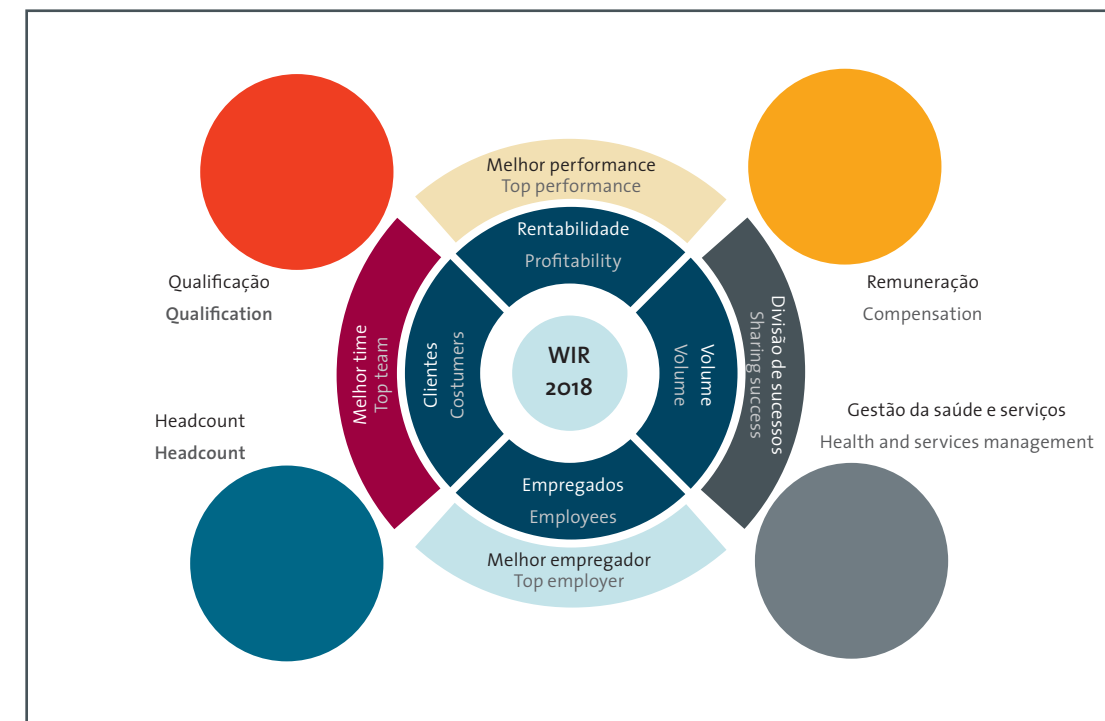 Melhor performance
Top performance
Rentabilidade
Profitability
Qualificação
Qualification
Remuneração
Compensation
Melhor time
Top team
Clientes
Costumers
WIR
2018
Volume
Volume
Divisão de sucessos
Sharing success
Headcount
Headcount
Gestão da saúde e serviços
Health and services management
Empregados
Employees
Melhor empregador
Top employer